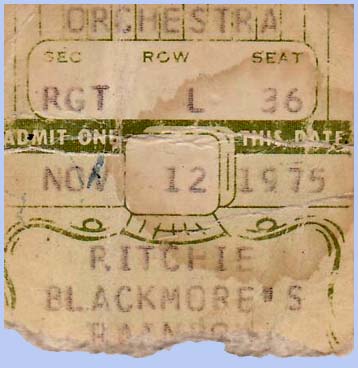 ORCHESTRA
SEC ROW SEAT
RGT L 36
ADMIT ONE THIS DATE
NOV 12 1975
RITCHIE
BLACKMORE'S